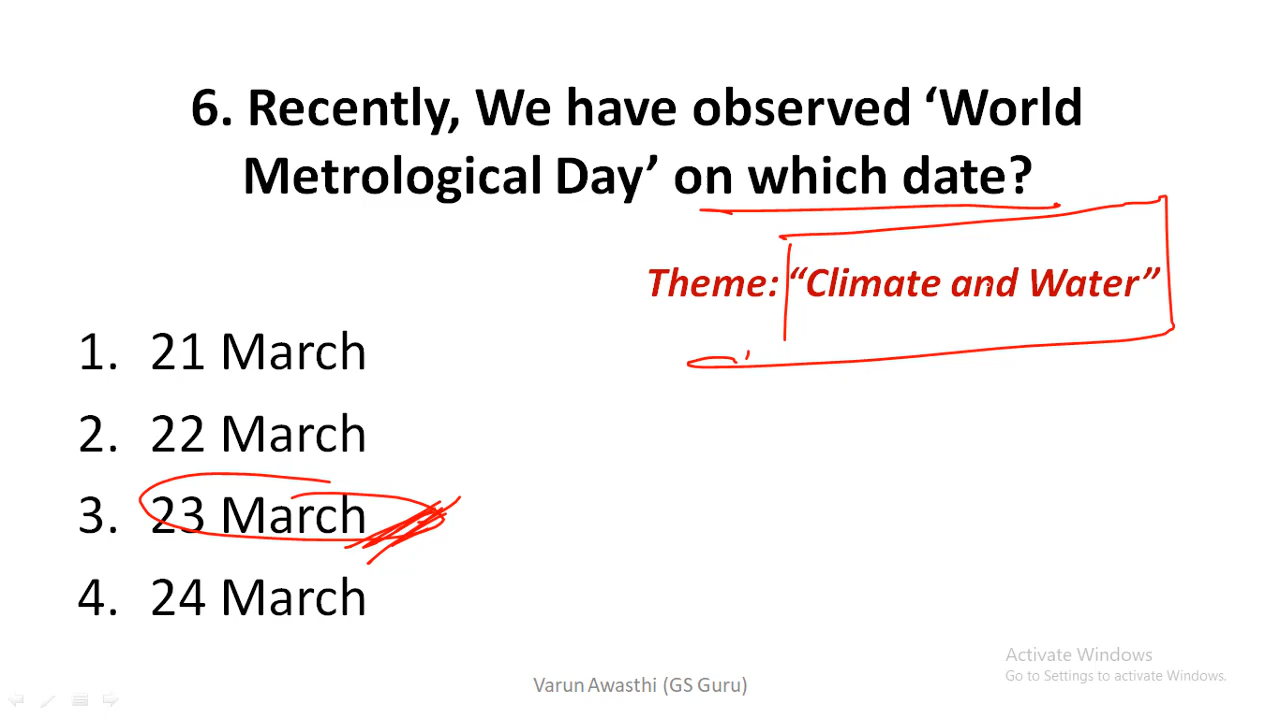 6. Recently, We have observed ‘World
Metrological Day’ on which date?
Theme: “Climate and Water”
1. 21 March
2. 22 March
3. 23 March
4. 24 March
Activate Windows
Go to Settings to activate Windows.
Varun Awasthi (GS Guru)